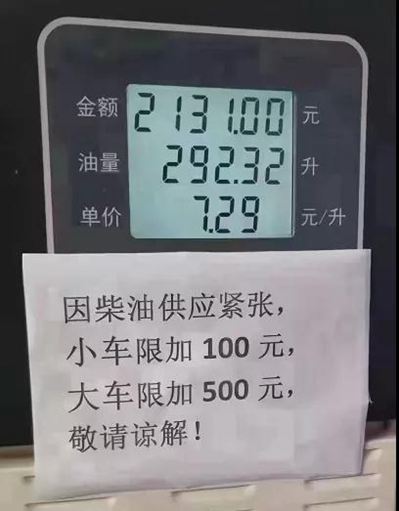 金额 2131.00 元
油量 292.32 升
单价 7.29 元/升
因柴油供应紧张，
小车限加 100 元，
大车限加 500 元，
敬请谅解！